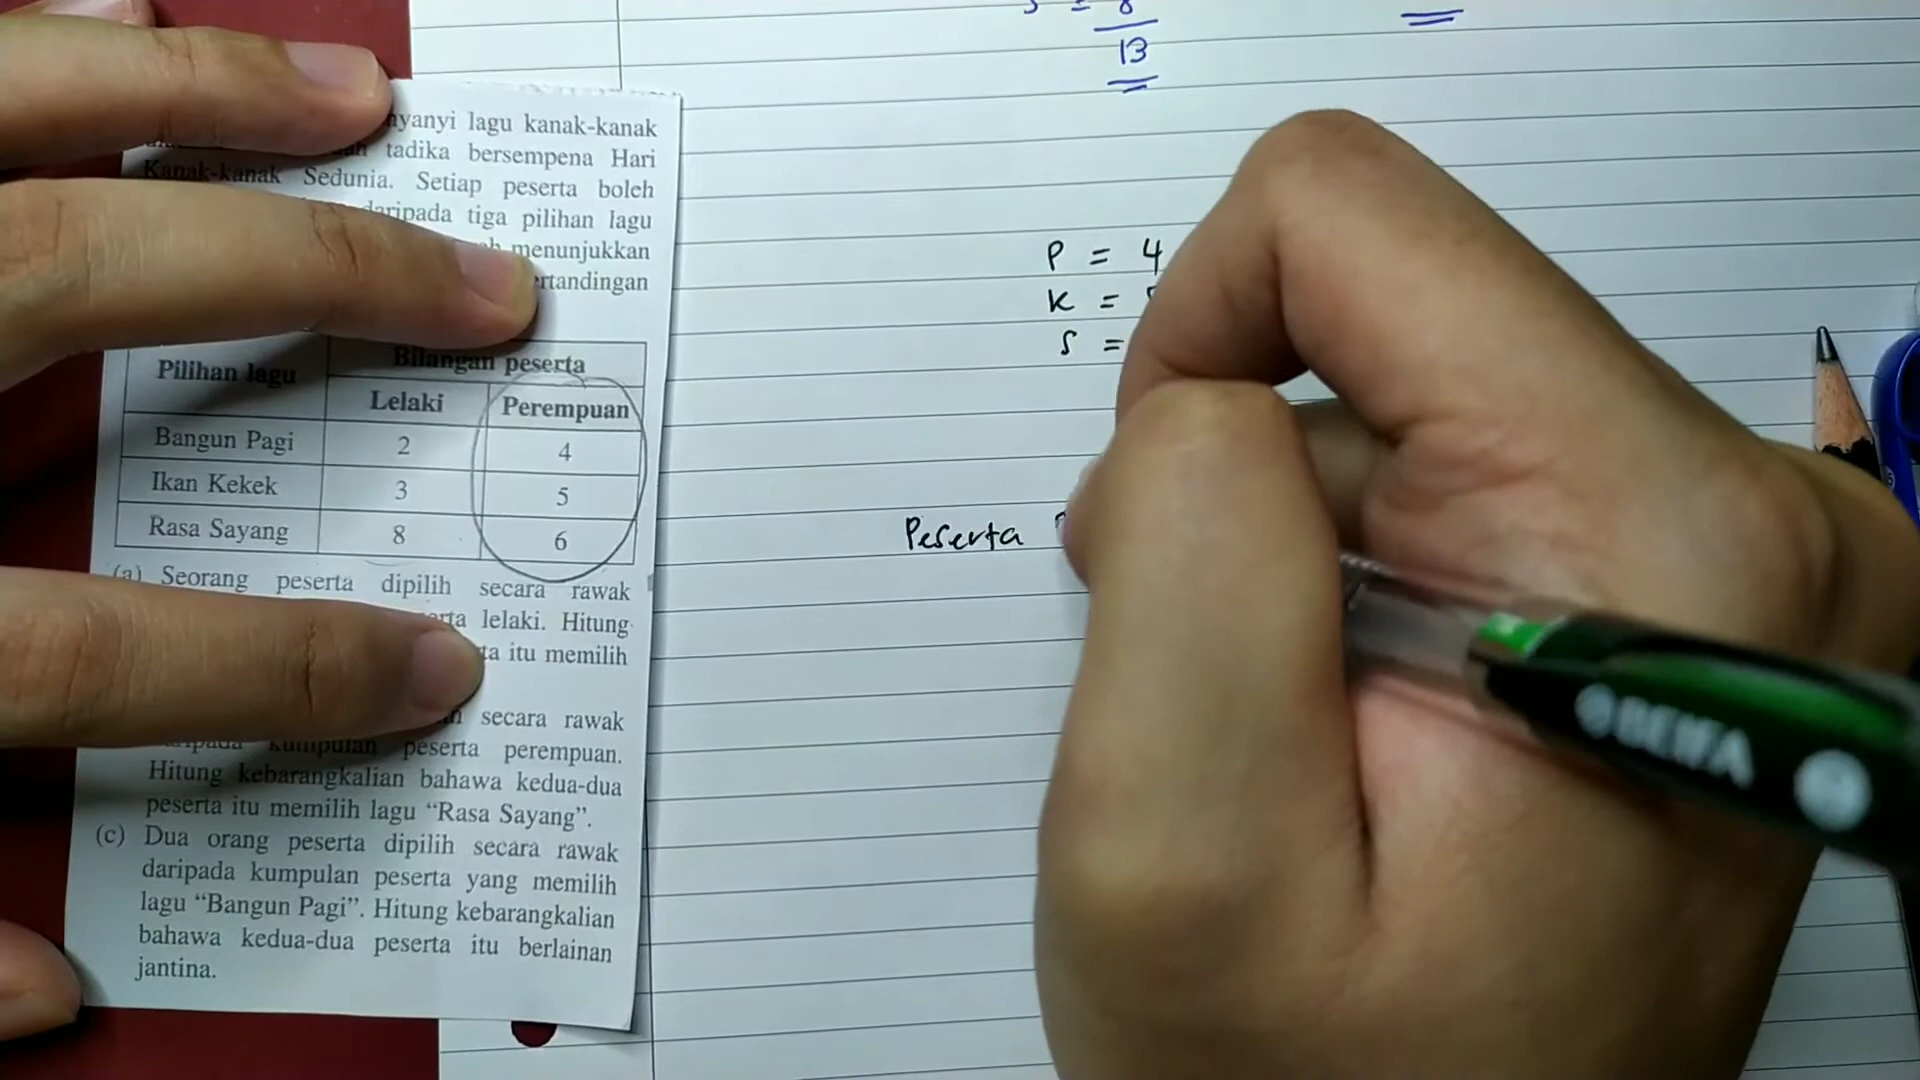 13
nyanyi lagu kanak-kanak
tadika bersempena Hari
Kanak-kanak Sedunia. Setiap peserta boleh
daripada tiga pilihan lagu
menunjukkan
rtandingan
Pilihan lagu
Bilangan peserta
Lelaki
Perempuan
Bangun Pagi 2 4
Ikan Kekek 3 5
Rasa Sayang 8 6
(a) Seorang peserta dipilih secara rawak
lelaki. Hitung
itu memilih
secara rawak
kumpulan peserta perempuan.
Hitung kebarangkalian bahawa kedua-dua
peserta itu memilih lagu “Rasa Sayang”.
(c) Dua orang peserta dipilih secara rawak
daripada kumpulan peserta yang memilih
lagu “Bangun Pagi”. Hitung kebarangkalian
bahawa kedua-dua peserta itu berlainan
jantina.
P = 4
K =
S =
Peserta
BEIFA